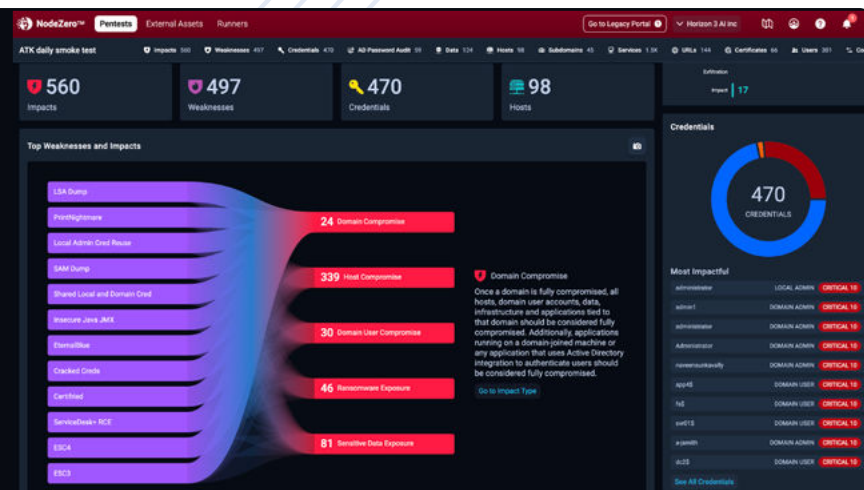 NodeZero™ Pentests External Assets Runners Go to Legacy Portal Horizon 3 AI Inc
ATK daily smoke test Impacts 560 Weaknesses 497 Credentials 470 AD Password Audit Data 124 Hosts 98 Subdomains 45 Services 1.5K URLs 144 Certificates 66 Users 301
560
Impacts
497
Weaknesses
470
Credentials
98
Hosts
Exfiltration
Impact 17
Top Weaknesses and Impacts
LSA Dump
PrintNightmare
Local Admin Cred Reuse
SAM Dump
Shared Local and Domain Cred
Insecure Java JMX
EternalBlue
Cracked Creds
Certifried
ServiceDesk+ RCE
ESC4
ESC3
24 Domain Compromise
339 Host Compromise
30 Domain User Compromise
46 Ransomware Exposure
81 Sensitive Data Exposure
Domain Compromise
Once a domain is fully compromised, all
hosts, domain user accounts, data,
infrastructure and applications tied to
that domain should be considered fully
compromised. Additionally, applications
running on a domain-joined machine or
any application that uses Active Directory
integration to authenticate users should
be considered fully compromised.
Go to Impact Type
Credentials
470
CREDENTIALS
Most Impactful
administrator LOCAL ADMIN CRITICAL 10
admin1 DOMAIN ADMIN CRITICAL 10
administrator DOMAIN ADMIN CRITICAL 10
Administrator DOMAIN ADMIN CRITICAL 10
naveensunkavally DOMAIN ADMIN CRITICAL 10
app4$ DOMAIN USER CRITICAL 10
DOMAIN USER CRITICAL 10
DOMAIN USER CRITICAL 10
DOMAIN ADMIN CRITICAL 10
dc2$ DOMAIN USER CRITICAL 10
See All Credentials